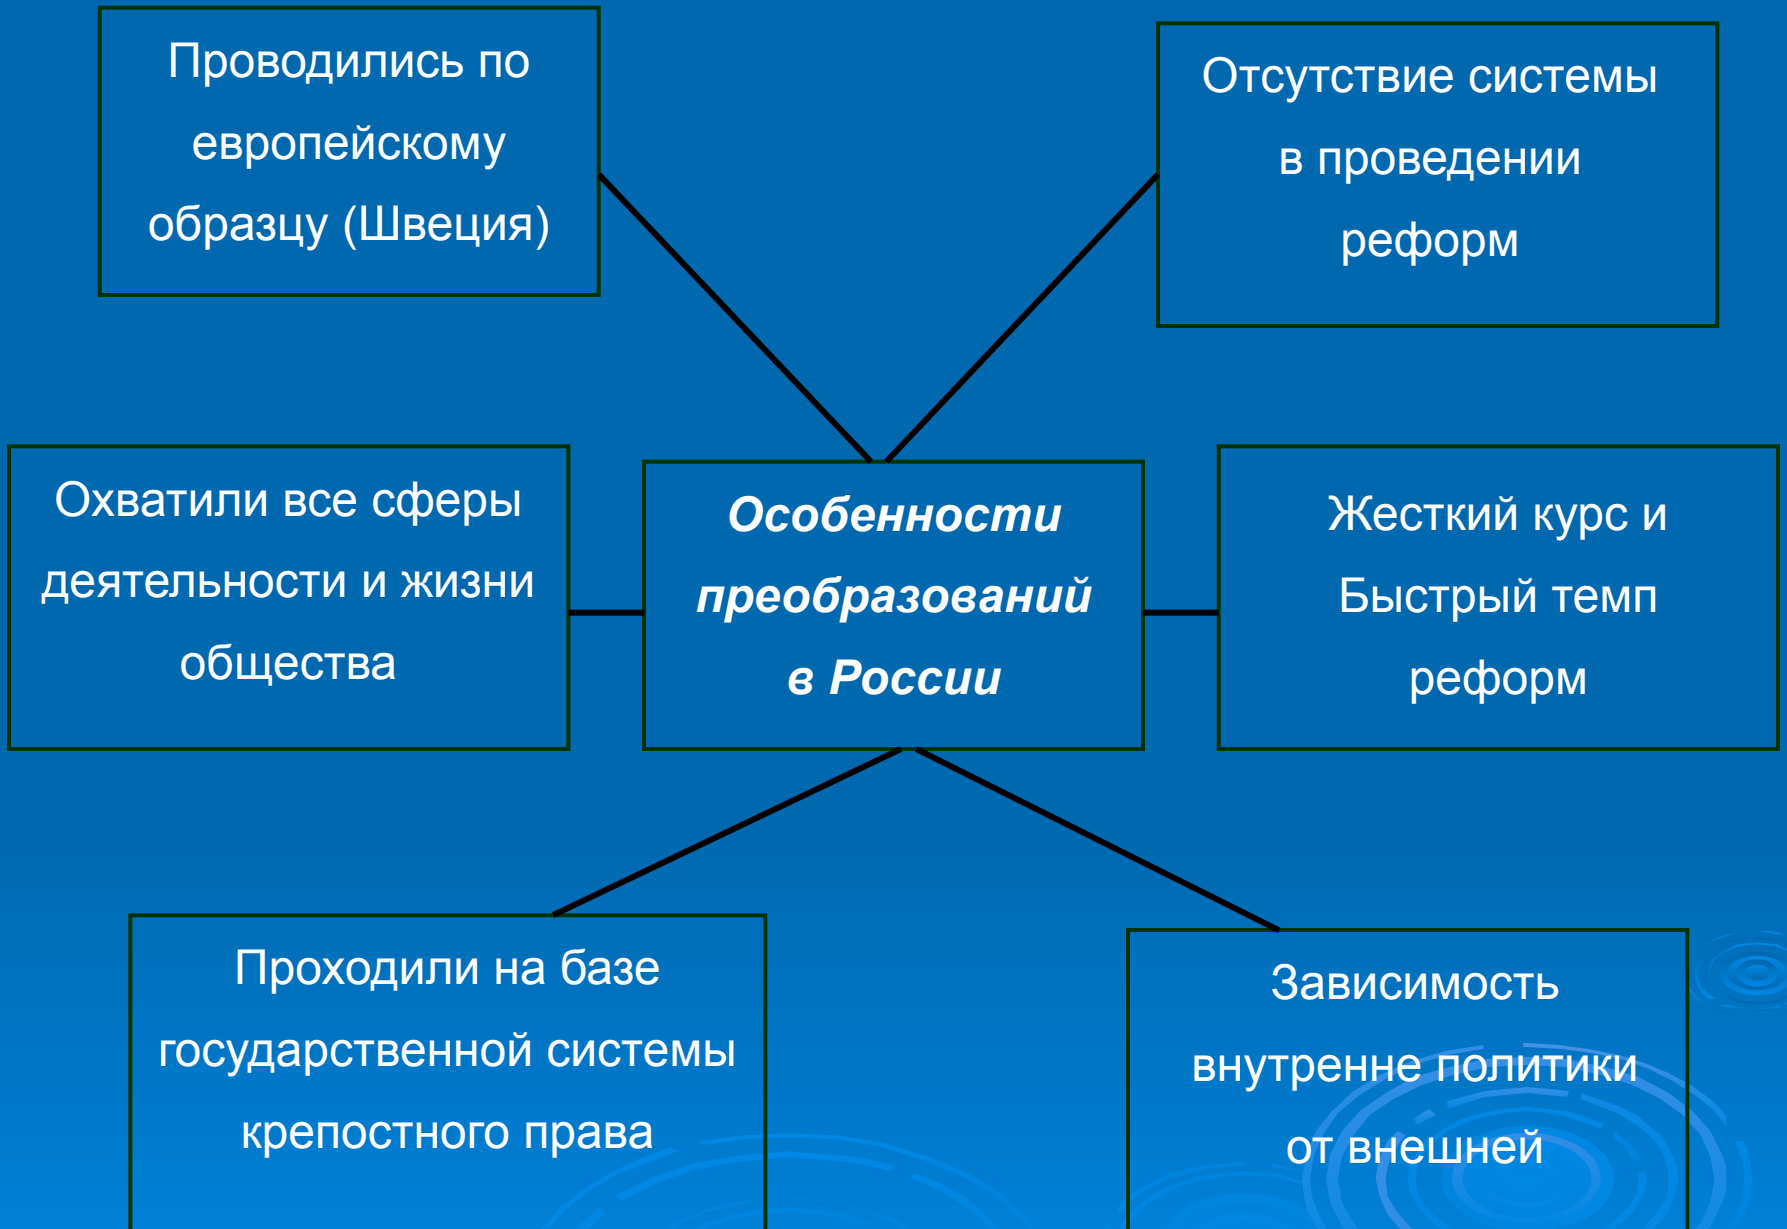 Проводились по
европейскому
образцу (Швеция)
Отсутствие системы
в проведении
реформ
Охватили все сферы
деятельности и жизни
общества
Особенности
преобразований
в России
Жесткий курс и
Быстрый темп
реформ
Проходили на базе
государственной системы
крепостного права
Зависимость
внутренне политики
от внешней